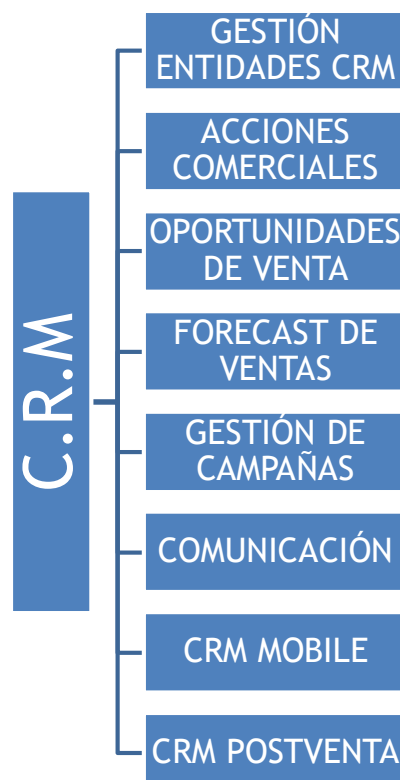 C.R.M
GESTIÓN
ENTIDADES CRM
ACCIONES
COMERCIALES
OPORTUNIDADES
DE VENTA
FORECAST DE
VENTAS
GESTIÓN DE
CAMPAÑAS
COMUNICACIÓN
CRM MOBILE
CRM POSTVENTA